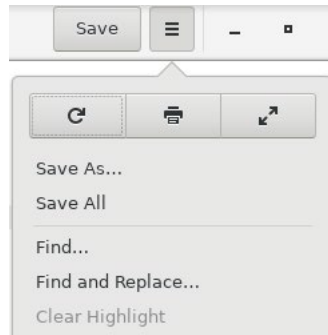 Save
Save As...
Save All
Find...
Find and Replace...
Clear Highlight